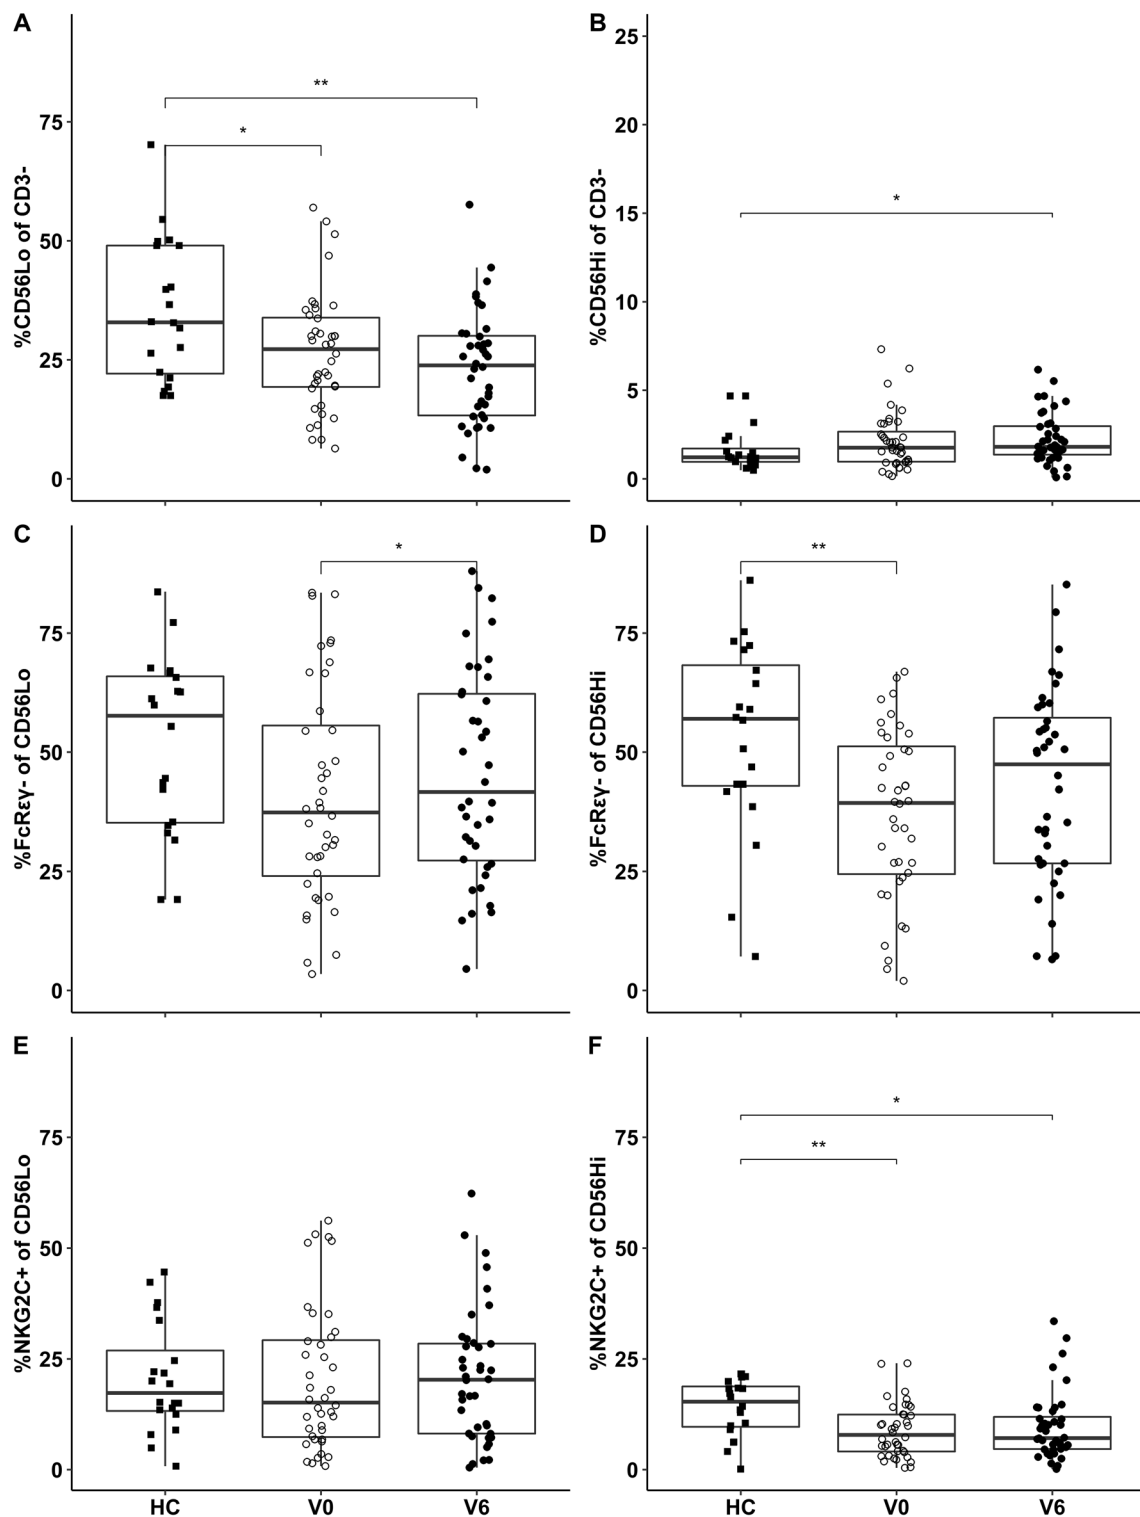 A
%CD56Lo of CD3-
75
50
25
0
**
*
B
%CD56Hi of CD3-
25
20
15
10
5
0
*
C
%FcRεγ- of CD56Lo
75
50
25
0
*
D
%FcRεγ- of CD56Hi
75
50
25
0
**
E
%NKG2C+ of CD56Lo
75
50
25
0
HC V0 V6
F
%NKG2C+ of CD56Hi
75
50
25
0
*
**
HC V0 V6